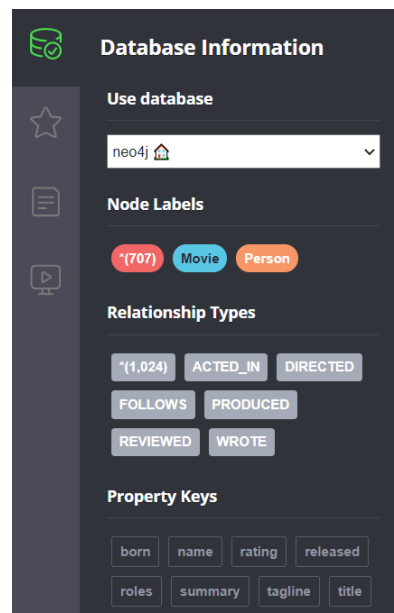 Database Information
Use database
neo4j 🏠
Node Labels
*(707) Movie Person
Relationship Types
*(1,024) ACTED_IN DIRECTED
FOLLOWS PRODUCED
REVIEWED WROTE
Property Keys
born name rating released
roles summary tagline title